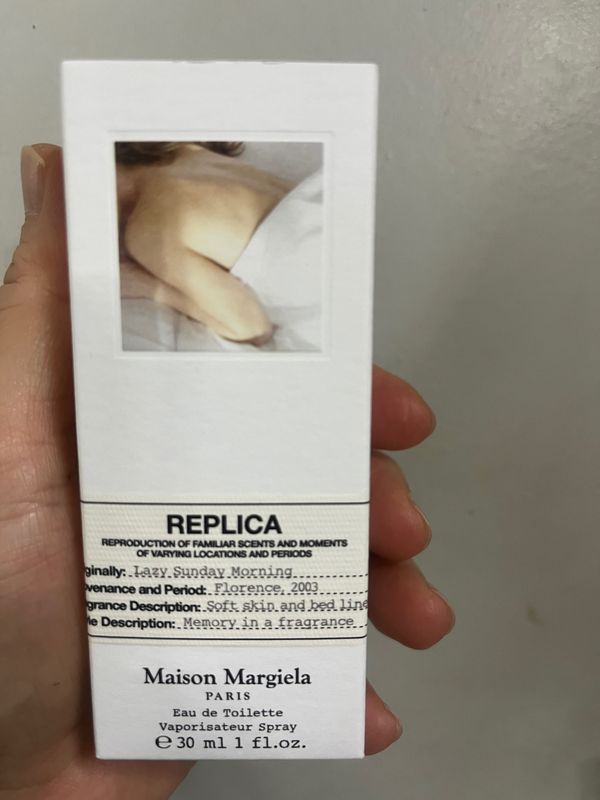 REPLICA
REPRODUCTION OF FAMILIAR SCENTS AND MOMENTS
OF VARYING LOCATIONS AND PERIODS
ginally: Lazy Sunday Morning
venance and Period: Florence, 2003
grance Description: Soft skin and bed line
le Description: Memory in a fragrance
Maison Margiela
PARIS
Eau de Toilette
Vaporisateur Spray
℮ 30 ml 1 fl.oz.